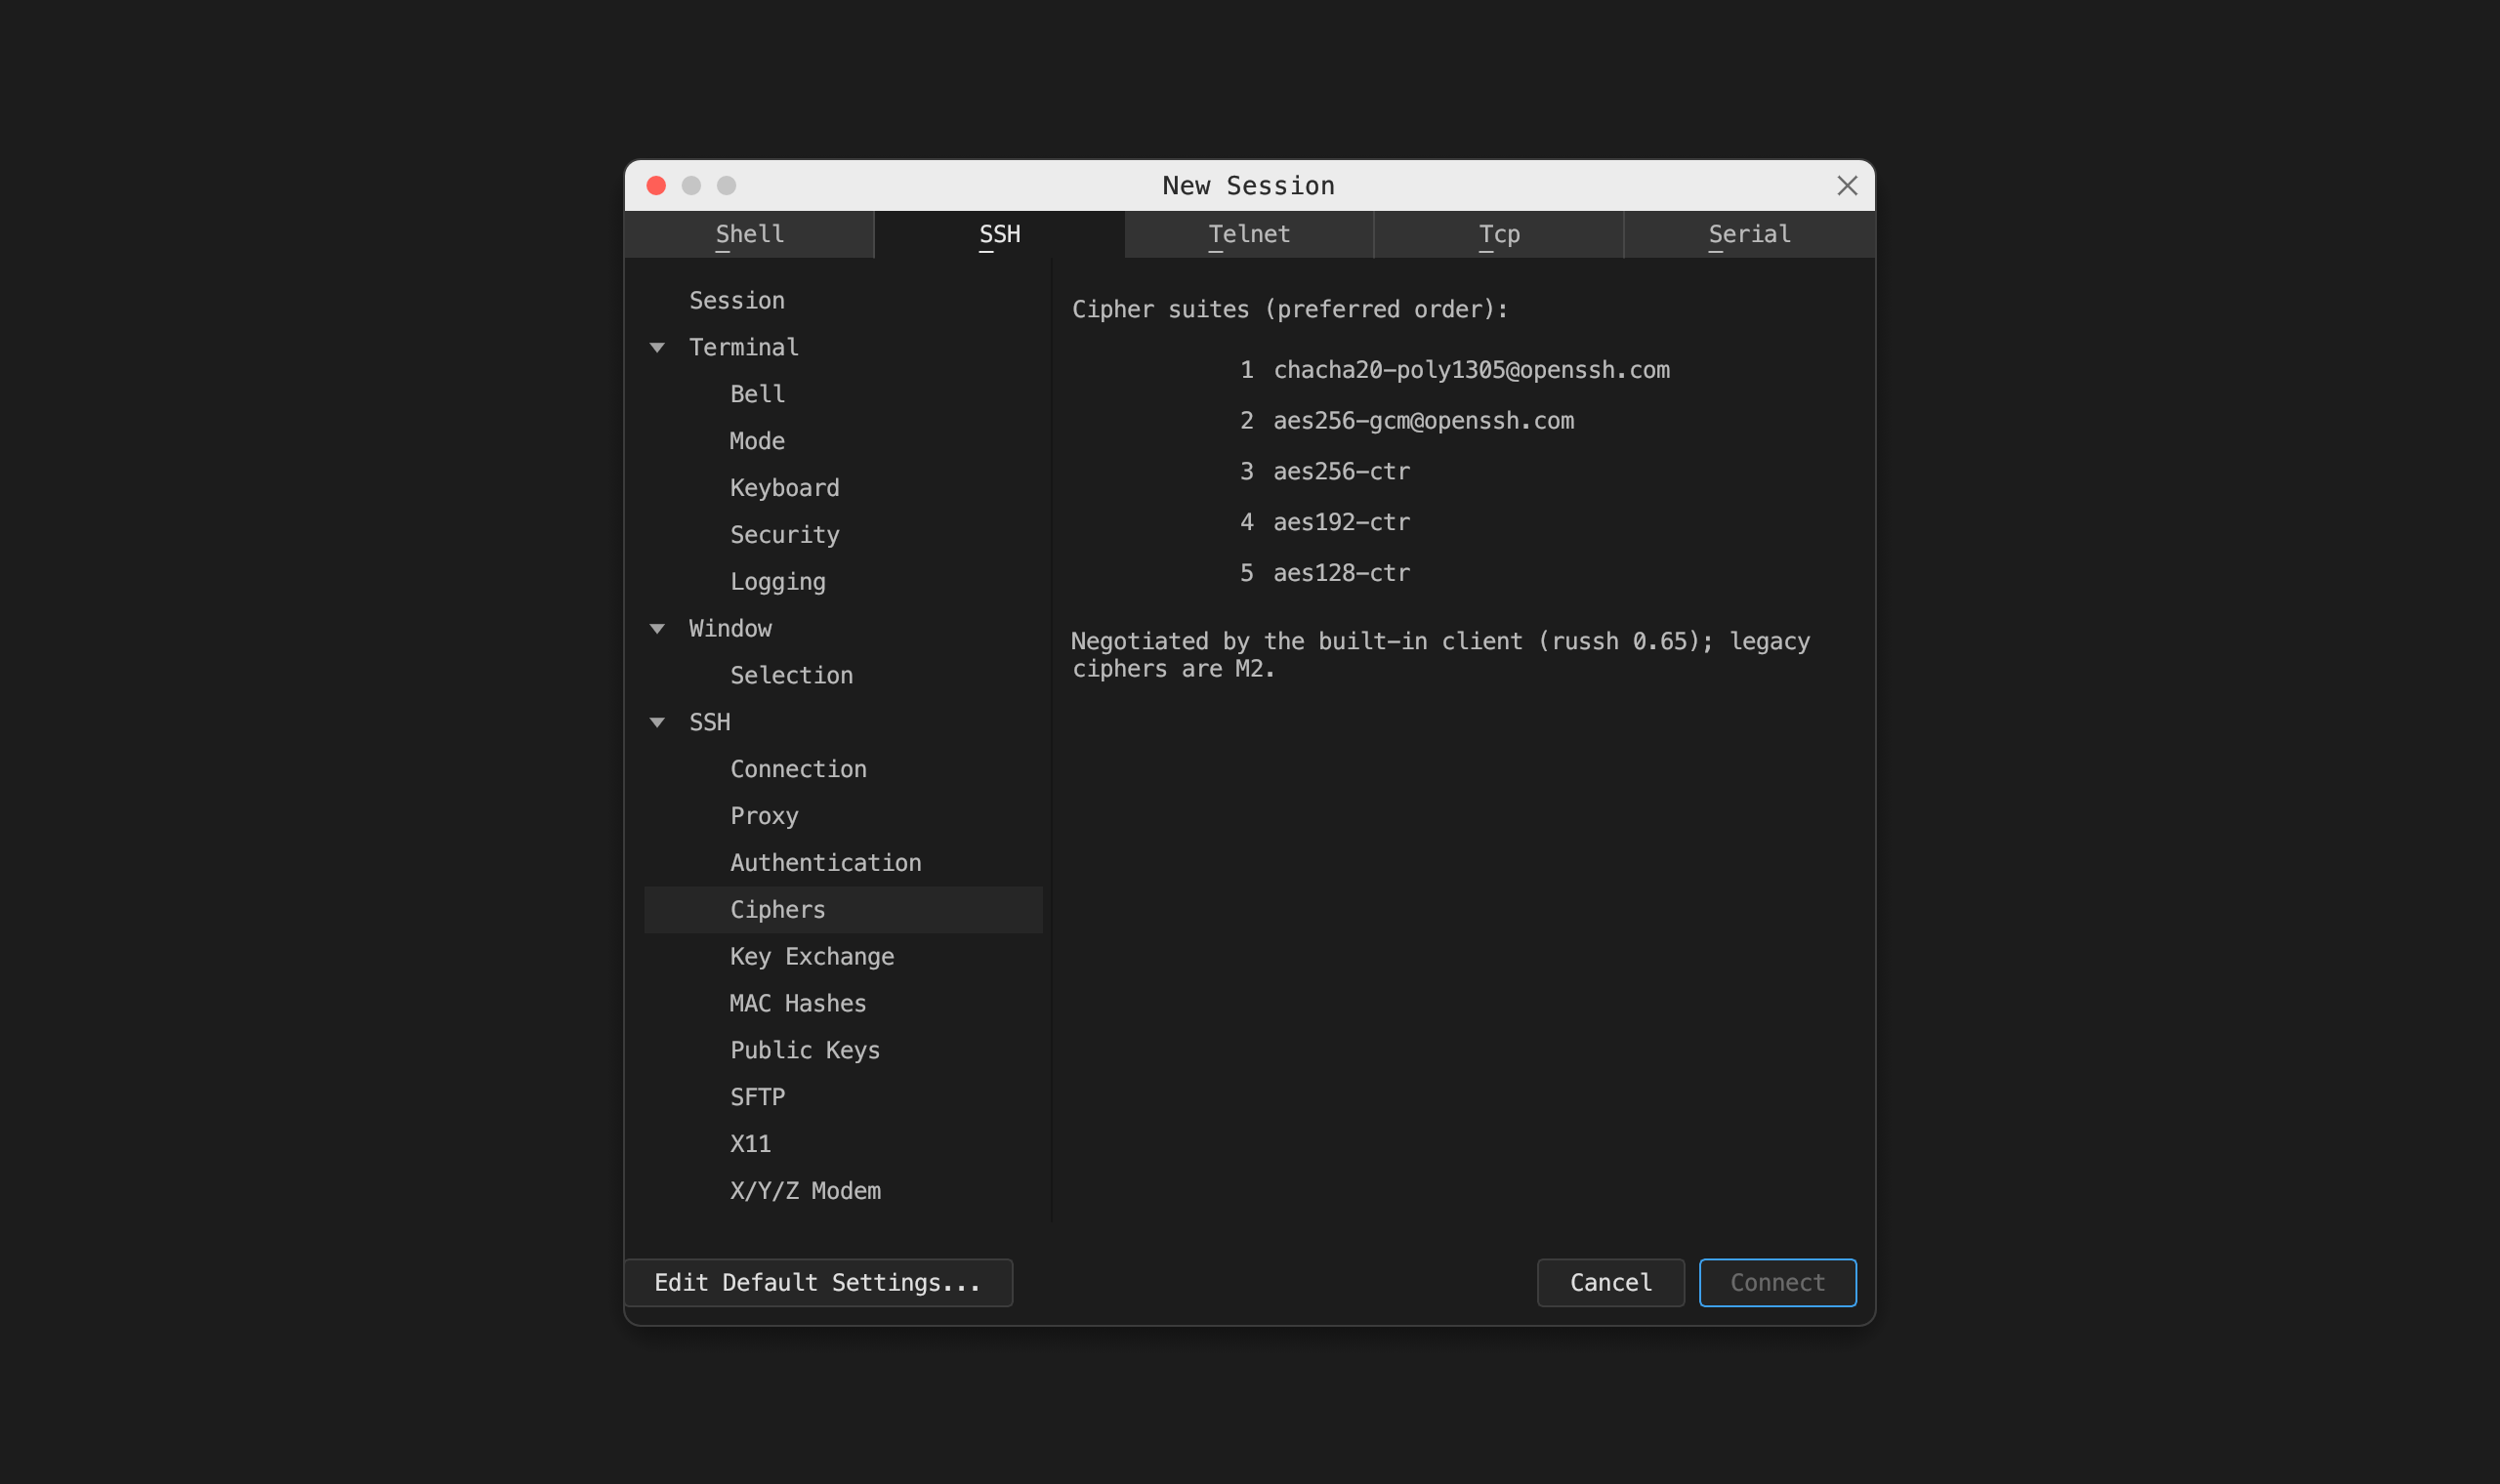 New Session
Shell
SSH
Telnet
Tcp
Serial
Session
Terminal
Bell
Mode
Keyboard
Security
Logging
Window
Selection
SSH
Connection
Proxy
Authentication
Ciphers
Key Exchange
MAC Hashes
Public Keys
SFTP
X11
X/Y/Z Modem
Cipher suites (preferred order):
1 chacha20-poly1305@openssh.com
2 aes256-gcm@openssh.com
3 aes256-ctr
4 aes192-ctr
5 aes128-ctr
Negotiated by the built-in client (russh 0.65); legacy
ciphers are M2.
Edit Default Settings...
Cancel
Connect